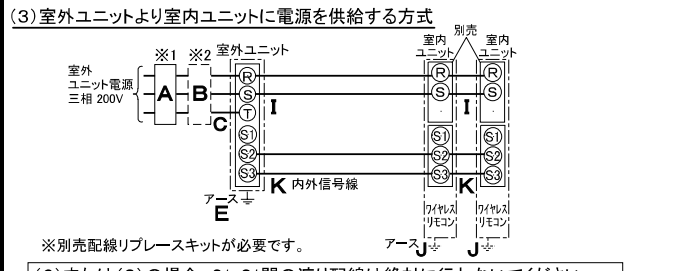 (3)室外ユニットより室内ユニットに電源を供給する方式
別売
※1 ※2 室外ユニット
室内ユニット 室内ユニット
室外
ユニット電源
三相 200V
A B C
R S T S1 S2 S3
I
R S S1 S2 S3
I
R S S1 S2 S3
K 内外信号線
K
アース
E
ワイヤレス
リモコン
ワイヤレス
リモコン
アース J J
※別売配線リプレースキットが必要です。